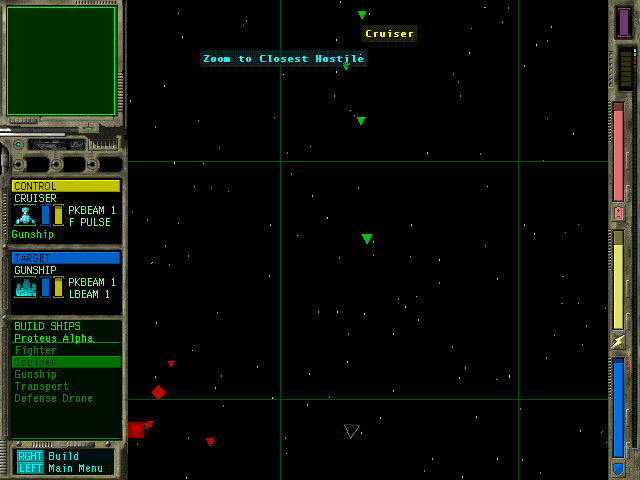 Cruiser
Zoom to Closest Hostile
CONTROL
CRUISER
PKBEAM 1
F PULSE
Gunship
TARGET
GUNSHIP
PKBEAM 1
LBEAM 1
BUILD SHIPS
Proteus Alpha
Fighter
Cruiser
Gunship
Transport
Defense Drone
RGHT Build
LEFT Main Menu